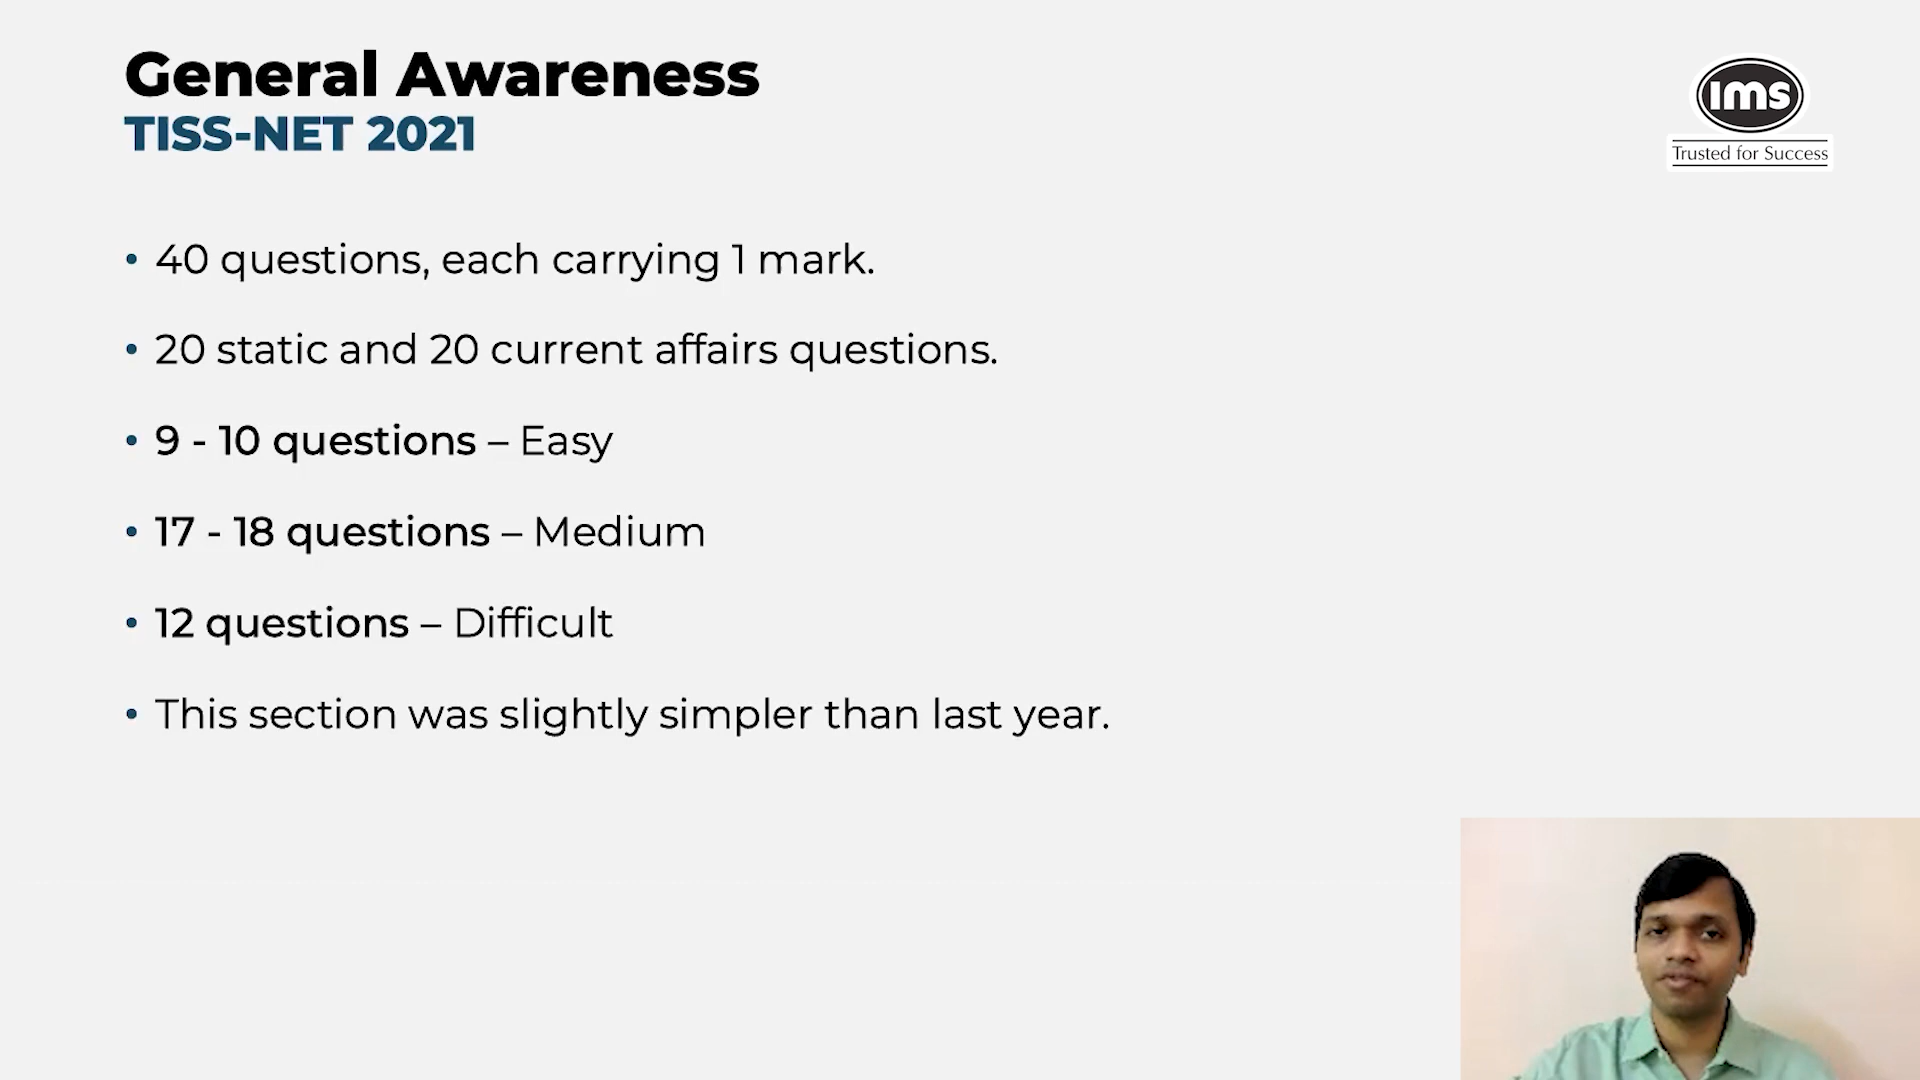 General Awareness
TISS-NET 2021
ims
Trusted for Success
• 40 questions, each carrying 1 mark.
• 20 static and 20 current affairs questions.
• 9 - 10 questions – Easy
• 17 - 18 questions – Medium
• 12 questions – Difficult
• This section was slightly simpler than last year.